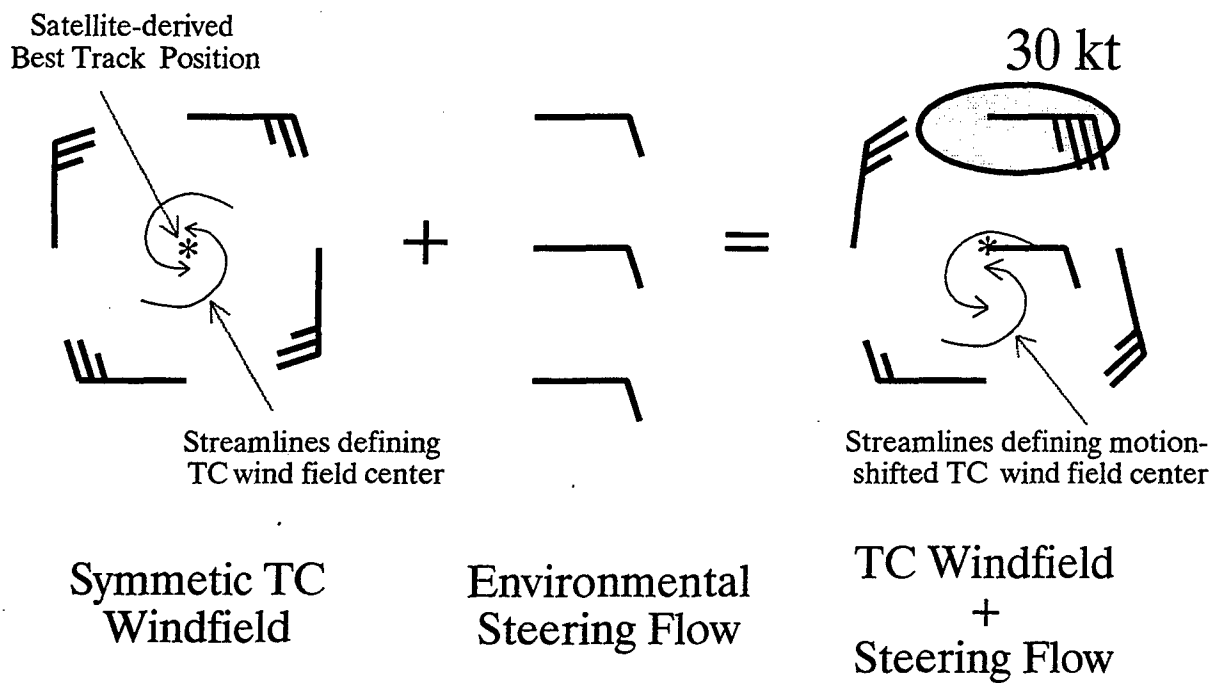 Satellite-derived
Best Track Position
30 kt
*
+
=
*
Streamlines defining
TC wind field center
Streamlines defining motion-
shifted TC wind field center
Symmetic TC
Windfield
Environmental
Steering Flow
TC Windfield
+
Steering Flow